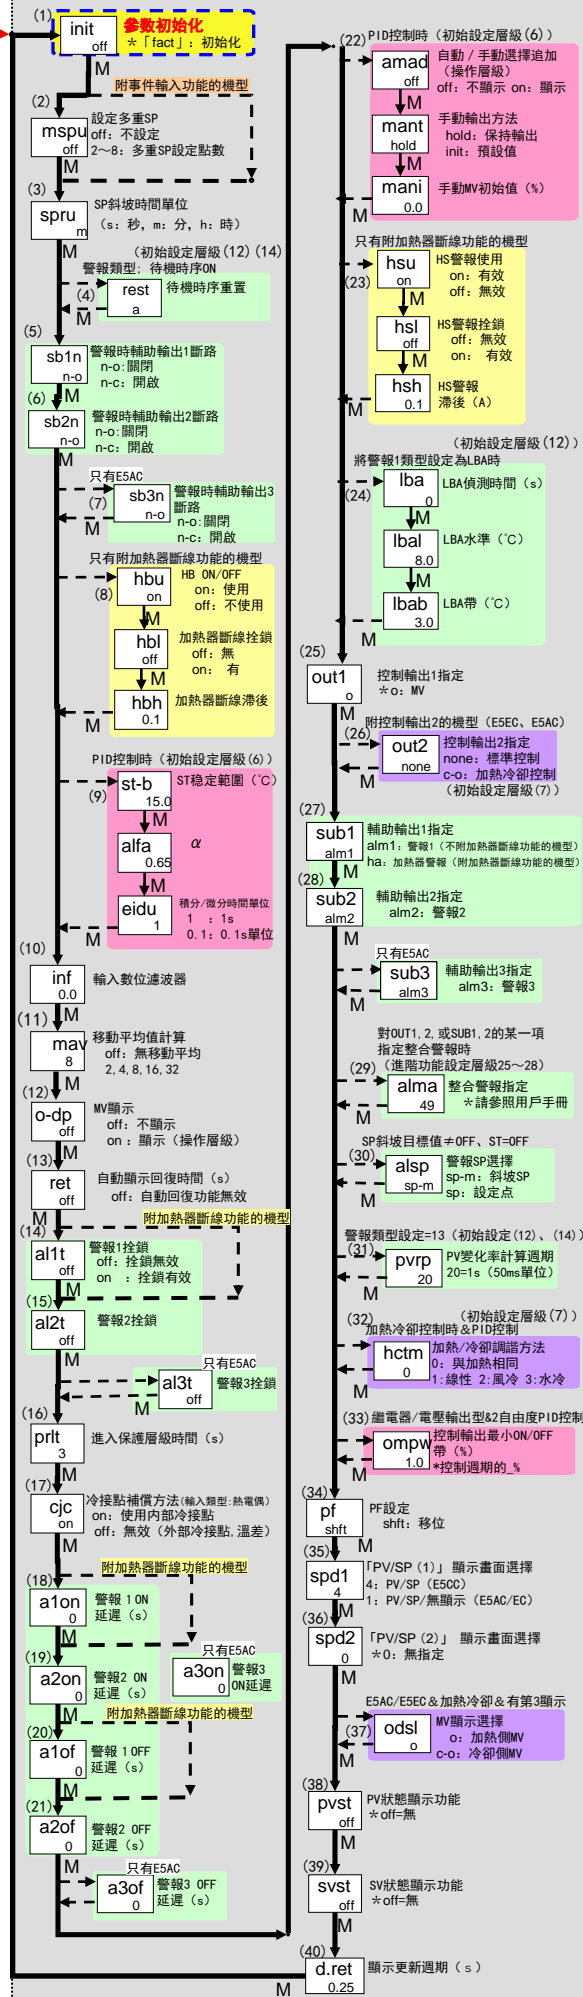 (1)
init
off
參數初始化
＊「fact」: 初始化
M
附事件輸入功能的機型
(2)
mspu
off
設定多重SP
off: 不設定
2～8: 多重SP設定點數
M
(3)
spru
m
SP斜坡時間單位
(s: 秒, m: 分, h: 時)
M
(初始設定層級(12)(14)
警報類型: 待機時序ON
(4)
rest
a
待機時序重置
M
(5)
sb1n
n-o
警報時輔助輸出1斷路
n-o:關閉
n-c: 開啟
M
(6)
sb2n
n-o
警報時輔助輸出2斷路
n-o:關閉
n-c: 開啟
M
只有E5AC
(7)
sb3n
n-o
警報時輔助輸出3
斷路
n-o:關閉
n-c: 開啟
M
只有附加熱器斷線功能的機型
(8)
hbu
on
HB ON/OFF
on: 使用
off: 不使用
M
hbl
off
加熱器斷線拴鎖
off: 無
on: 有
M
hbh
0.1
加熱器斷線滯後
M
PID控制時 (初始設定層級(6))
(9)
st-b
15.0
ST稳定範圍(℃)
M
alfa
0.65
α
M
eidu
1
積分/微分時間單位
1 : 1s
0.1: 0.1s單位
M
(10)
inf
0.0
輸入數位濾波器
M
(11)
mav
8
移動平均值計算
off: 無移動平均
2,4,8,16,32
M
(12)
o-dp
off
MV顯示
off: 不顯示
on : 顯示(操作層級)
M
(13)
ret
off
自動顯示回復時間(s)
off: 自動回復功能無效
M
附加熱器斷線功能的機型
(14)
al1t
off
警報1拴鎖
off: 拴鎖無效
on : 拴鎖有效
M
(15)
al2t
off
警報2拴鎖
M
只有E5AC
al3t
off
警報3拴鎖
(16)
prlt
3
進入保護層級時間(s)
M
(17)
cjc
on
冷接點補償方法(輸入類型:熱電偶)
on: 使用內部冷接點
off: 無效(外部冷接點,溫差)
M
附加熱器斷線功能的機型
(18)
a1on
0
警報 1ON
延遲(s)
M
(19)
a2on
0
警報2 ON
延遲(s)
M
只有E5AC
a3on
0
警報3
ON延遲
附加熱器斷線功能的機型
(20)
a1of
0
警報 1OFF
延遲(s)
M
(21)
a2of
0
警報2 OFF
延遲(s)
M
只有E5AC
a3of
0
警報3 OFF
延遲(s)
M
(22)
PID控制時 (初始設定層級(6))
amad
off
自動/手動選擇追加
(操作層級)
off: 不顯示 on: 顯示
M
mant
hold
手動輸出方法
hold: 保持輸出
init: 預設值
M
mani
0.0
手動MV初始值(%)
M
只有附加熱器斷線功能的機型
(23)
hsu
on
HS警報使用
on: 有效
off: 無效
M
hsl
off
HS警報拴鎖
off: 無效
on: 有效
M
hsh
0.1
HS警報
滯後(A)
M
(初始設定層級(12))
將警報1類型設定為LBA時
(24)
lba
0
LBA偵測時間(s)
M
lbal
8.0
LBA水準(℃)
M
lbab
3.0
LBA帶(℃)
M
(25)
out1
o
控制輸出1指定
＊o: MV
M
附控制輸出2的機型(E5EC、E5AC)
(26)
out2
none
控制輸出2指定
none: 標準控制
c-o: 加熱冷卻控制
(初始設定層級(7))
M
(27)
sub1
alm1
輔助輸出1指定
alm1: 警報1(不附加熱器斷線功能的機型)
ha: 加熱器警報(附加熱器斷線功能的機型)
M
(28)
sub2
alm2
輔助輸出2指定
alm2: 警報2
M
只有E5AC
sub3
alm3
輔助輸出3指定
alm3: 警報3
M
對OUT1,2,或SUB1,2的某一項
指定整合警報時
(進階功能設定層級25～28)
(29)
alma
49
整合警報指定
＊請參照用戶手冊
M
SP斜坡目標值≠OFF、ST=OFF
(30)
alsp
sp-m
警報SP選擇
sp-m: 斜坡SP
sp: 設定点
M
警報類型設定=13(初始設定(12)、(14))
(31)
pvrp
20
PV變化率計算週期
20=1s(50ms單位)
M
(初始設定層級(7))
(32)
加熱冷卻控制時＆PID控制
hctm
0
加熱/冷卻調諧方法
0: 與加熱相同
1:線性 2:風冷 3:水冷
M
(33)
繼電器/電壓輸出型&2自由度PID控制
ompw
1.0
控制輸出最小ON/OFF
帶(%)
*控制週期的_%
M
(34)
pf
shft
PF設定
shft: 移位
M
(35)
spd1
4
「PV/SP(1)」顯示畫面選擇
4: PV/SP(E5CC)
1: PV/SP/無顯示(E5AC/EC)
M
(36)
spd2
0
「PV/SP(2)」 顯示畫面選擇
＊0: 無指定
M
E5AC/E5EC＆加熱冷卻＆有第3顯示
(37)
odsl
o
MV顯示選擇
o: 加熱側MV
c-o: 冷卻側MV
M
(38)
pvst
off
PV狀態顯示功能
＊off=無
M
(39)
svst
off
SV狀態顯示功能
＊off=無
M
(40)
d.ret
0.25
顯示更新週期(s)
M